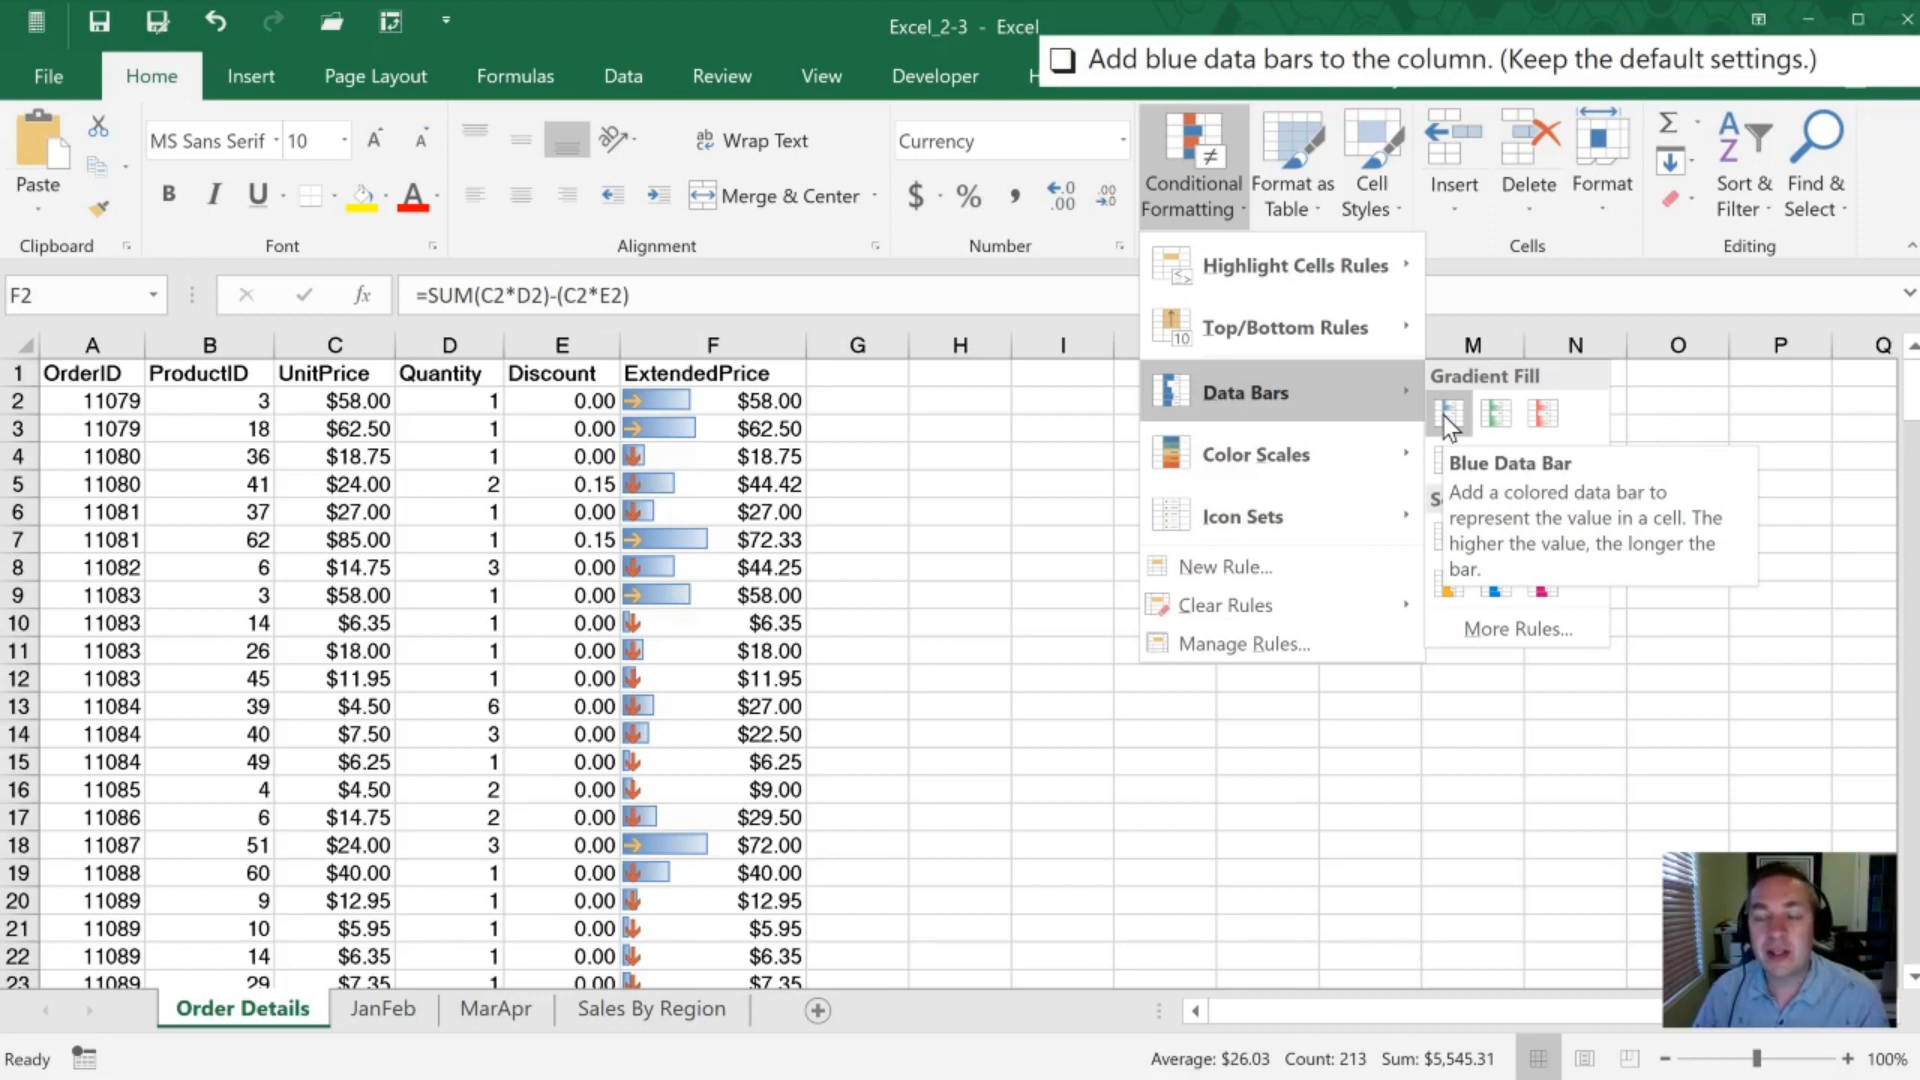 Excel_2-3 - Excel
Add blue data bars to the column. (Keep the default settings.)
File Home Insert Page Layout Formulas Data Review View Developer
MS Sans Serif 10
Wrap Text
Currency
Paste
B I U A
Merge & Center
$ % ,
Conditional Formatting
Format as Table
Cell Styles
Insert Delete Format
Sort & Filter
Find & Select
Clipboard Font Alignment Number Cells Editing
F2
fx
=SUM(C2*D2)-(C2*E2)
Highlight Cells Rules
Top/Bottom Rules
Data Bars
Color Scales
Icon Sets
New Rule...
Clear Rules
Manage Rules...
Gradient Fill
Blue Data Bar
Add a colored data bar to
represent the value in a cell. The
higher the value, the longer the
bar.
More Rules...
A B C D E F G H I M N O P Q
1 OrderID ProductID UnitPrice Quantity Discount ExtendedPrice
2 11079 3 $58.00 1 0.00 $58.00
3 11079 18 $62.50 1 0.00 $62.50
4 11080 36 $18.75 1 0.00 $18.75
5 11080 41 $24.00 2 0.15 $44.42
6 11081 37 $27.00 1 0.00 $27.00
7 11081 62 $85.00 1 0.15 $72.33
8 11082 6 $14.75 3 0.00 $44.25
9 11083 3 $58.00 1 0.00 $58.00
10 11083 14 $6.35 1 0.00 $6.35
11 11083 26 $18.00 1 0.00 $18.00
12 11083 45 $11.95 1 0.00 $11.95
13 11084 39 $4.50 6 0.00 $27.00
14 11084 40 $7.50 3 0.00 $22.50
15 11084 49 $6.25 1 0.00 $6.25
16 11085 4 $4.50 2 0.00 $9.00
17 11086 6 $14.75 2 0.00 $29.50
18 11087 51 $24.00 3 0.00 $72.00
19 11088 60 $40.00 1 0.00 $40.00
20 11089 9 $12.95 1 0.00 $12.95
21 11089 10 $5.95 1 0.00 $5.95
22 11089 14 $6.35 1 0.00 $6.35
23 11089 29 $7.35 1 0.00 $7.35
Order Details JanFeb MarApr Sales By Region
Ready
Average: $26.03 Count: 213 Sum: $5,545.31
100%